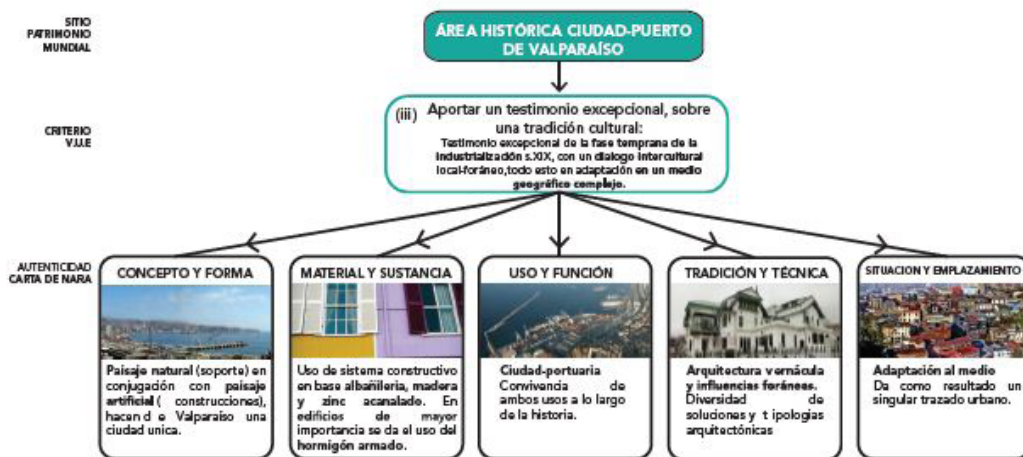 SITIO
PATRIMONIO
MUNDIAL
ÁREA HISTÓRICA CIUDAD-PUERTO
DE VALPARAÍSO
CRITERIO
V.U.E
(iii) Aportar un testimonio excepcional, sobre
una tradición cultural:
Testimonio excepcional de la fase temprana de la
industrialización s.XIX, con un dialogo intercultural
local-foráneo,todo esto en adaptación en un medio
geográfico complejo.
AUTENTICIDAD
CARTA DE NARA
CONCEPTO Y FORMA
Paisaje natural (soporte) en
conjugación con paisaje
artificial ( construcciones),
hacen d e Valparaíso una
ciudad unica.
MATERIAL Y SUSTANCIA
Uso de sistema constructivo
en base albañileria, madera
y zinc acanalado. En
edificios de mayor
importancia se da el uso del
hormigón armado.
USO Y FUNCIÓN
Ciudad-portuaria
Convivencia de
ambos usos a lo largo
de la historia.
TRADICIÓN Y TÉCNICA
Arquitectura vernácula
y influencias foráneas.
Diversidad de
soluciones y t ipologias
arquitectónicas
SITUACION Y EMPLAZAMIENTO
Adaptación al medio
Da como resultado un
singular trazado urbano.